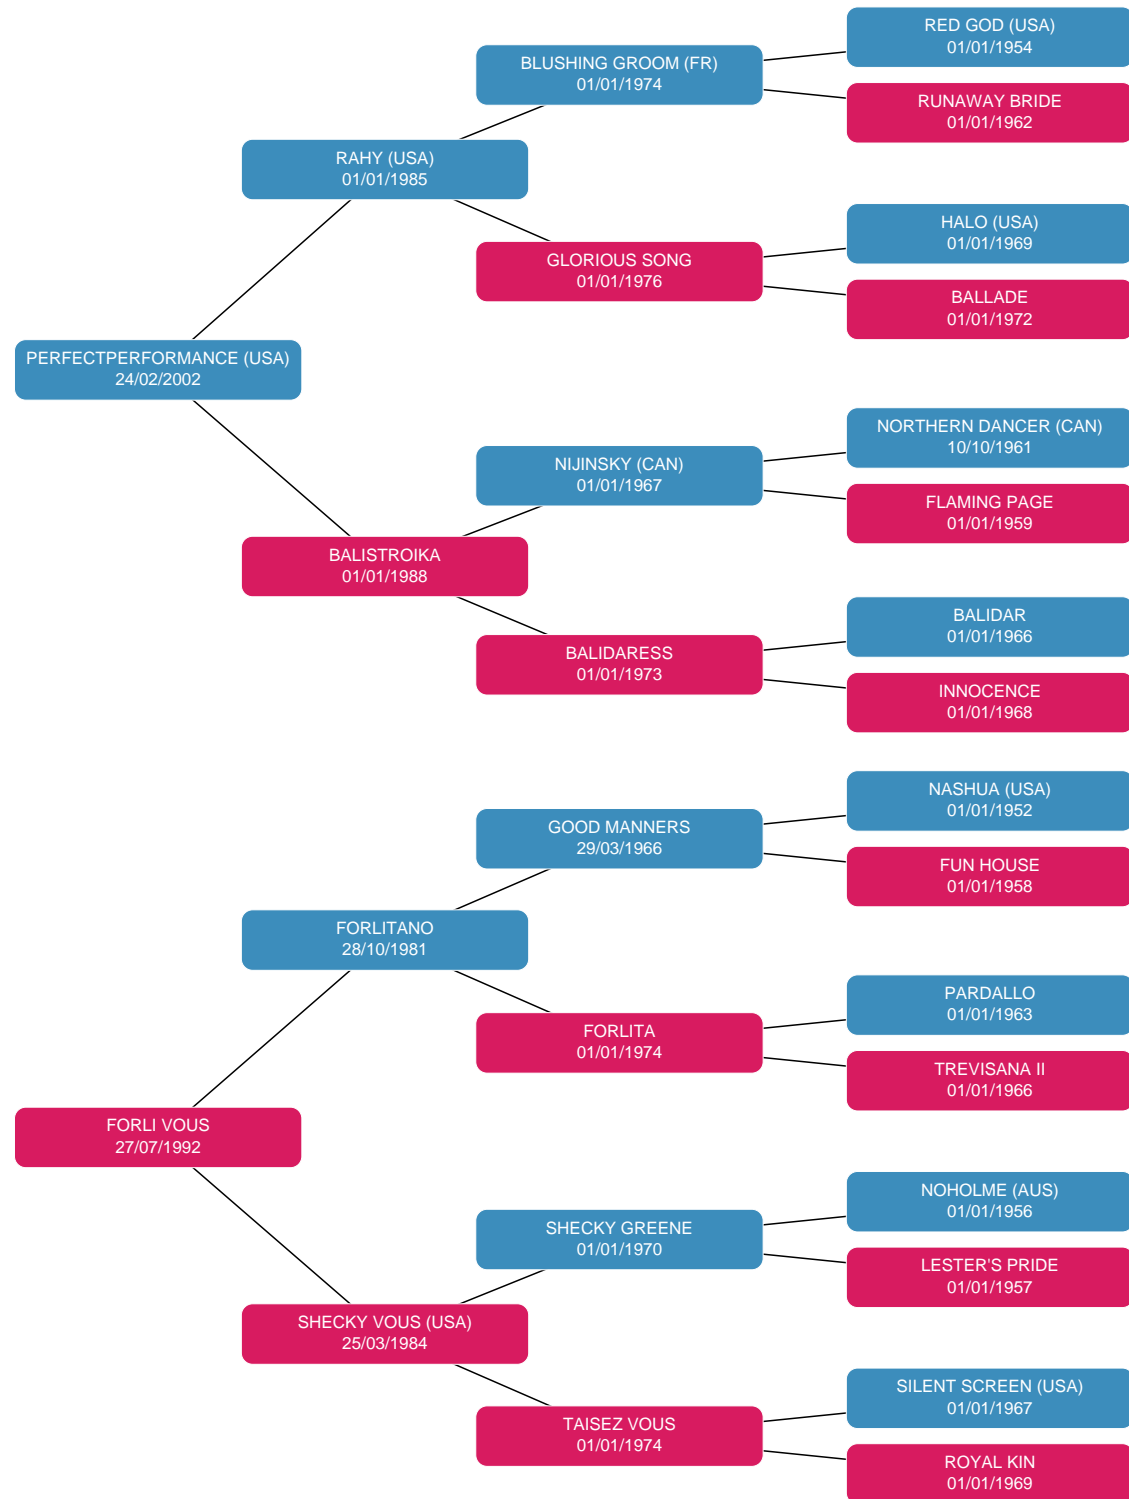 RED GOD (USA)
01/01/1954
BLUSHING GROOM (FR)
01/01/1974
RUNAWAY BRIDE
01/01/1962
RAHY (USA)
01/01/1985
HALO (USA)
01/01/1969
GLORIOUS SONG
01/01/1976
BALLADE
01/01/1972
PERFECTPERFORMANCE (USA)
24/02/2002
NORTHERN DANCER (CAN)
10/10/1961
NIJINSKY (CAN)
01/01/1967
FLAMING PAGE
01/01/1959
BALISTROIKA
01/01/1988
BALIDAR
01/01/1966
BALIDARESS
01/01/1973
INNOCENCE
01/01/1968
NASHUA (USA)
01/01/1952
GOOD MANNERS
29/03/1966
FUN HOUSE
01/01/1958
FORLITANO
28/10/1981
PARDALLO
01/01/1963
FORLITA
01/01/1974
TREVISANA II
01/01/1966
FORLI VOUS
27/07/1992
NOHOLME (AUS)
01/01/1956
SHECKY GREENE
01/01/1970
LESTER'S PRIDE
01/01/1957
SHECKY VOUS (USA)
25/03/1984
SILENT SCREEN (USA)
01/01/1967
TAISEZ VOUS
01/01/1974
ROYAL KIN
01/01/1969